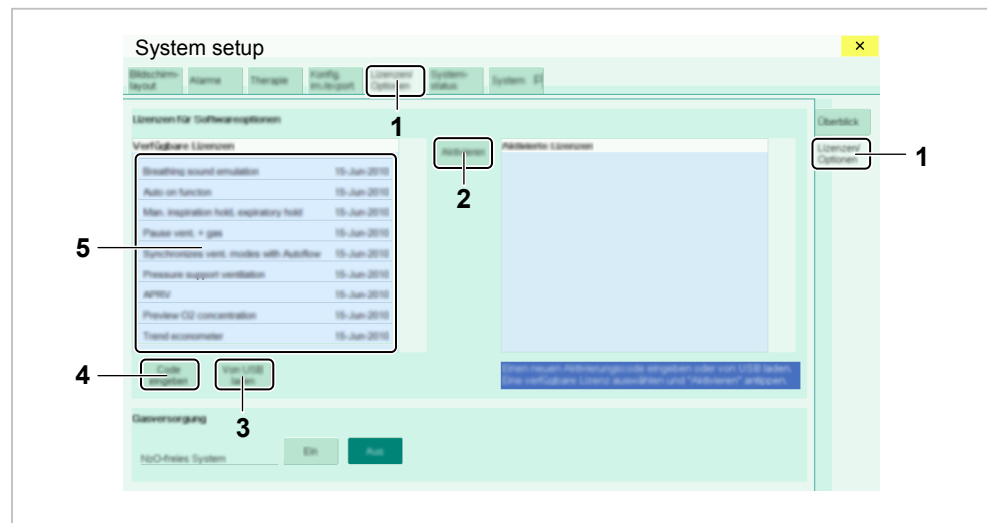 System setup
×
Bildschirm-
layout
Alarme
Therapie
Konfig.
Im-/export
Lizenzen/
Optionen
System-
status
System
1
Lizenzen für Softwareoptionen
Überblick
Verfügbare Lizenzen
Aktivieren
Aktivierte Lizenzen
Lizenzen/
Optionen
1
2
Breathing sound emulation 15-Jun-2010
Auto on function 15-Jun-2010
Man. inspiration hold, expiratory hold 15-Jun-2010
Pause vent. + gas 15-Jun-2010
5
Synchronizes vent. modes with Autoflow 15-Jun-2010
Pressure support ventilation 15-Jun-2010
APRV 15-Jun-2010
Preview O2 concentration 15-Jun-2010
Trend econometer 15-Jun-2010
4
Code
eingeben
Von USB
laden
3
Einen neuen Aktivierungscode eingeben oder von USB laden.
Eine verfügbare Lizenz auswählen und "Aktivieren" antippen.
Gasversorgung
N2O-freies System
Ein
Aus